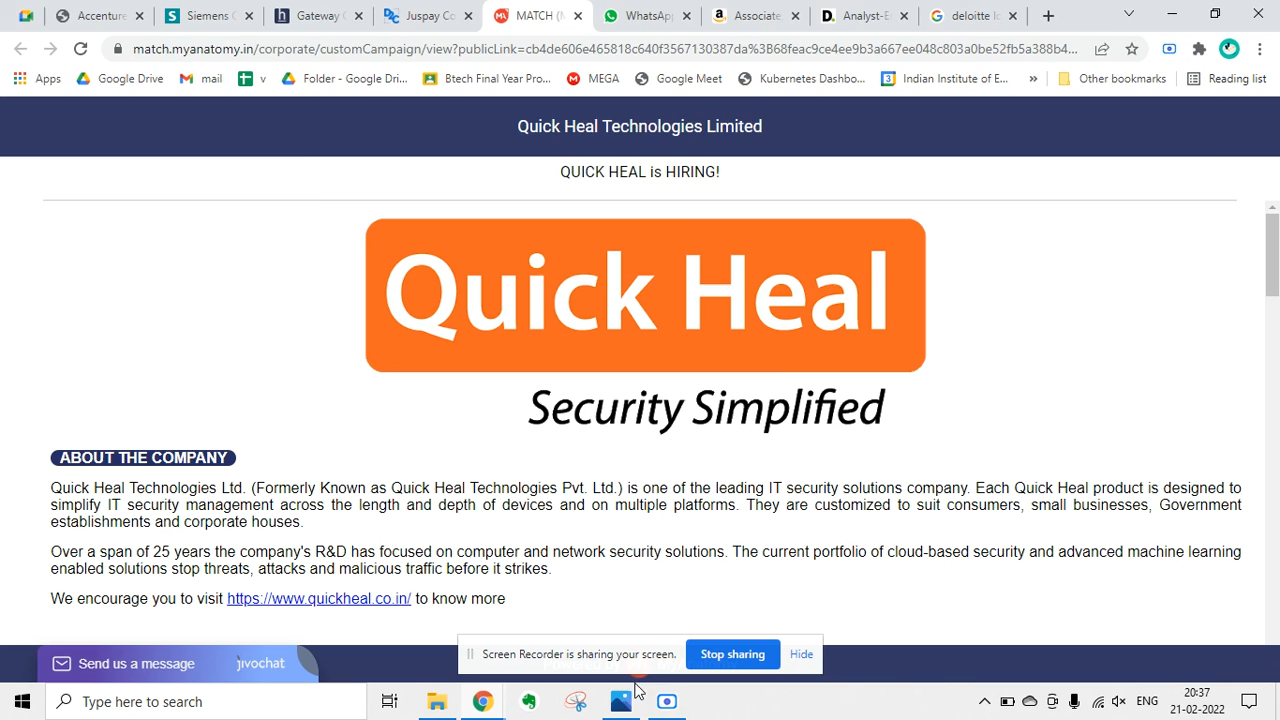 Accenture
Siemens
Gateway C
Juspay Co
MATCH (M
WhatsApp
Associate
Analyst-E
deloitte lo
match.myanatomy.in/corporate/customCampaign/view?publicLink=cb4de606e465818c640f35671303f7da63b8feac9ce4ee9b3a667ee048c803a0be52fb5a388b4...
Apps
Google Drive
mail
v
Folder - Google Dri...
Btech Final Year Pro...
MEGA
Google Meet
Kubernetes Dashbo...
Indian Institute of E...
»
Other bookmarks
Reading list
Quick Heal Technologies Limited
QUICK HEAL is HIRING!
Quick Heal
Security Simplified
ABOUT THE COMPANY
Quick Heal Technologies Ltd. (Formerly Known as Quick Heal Technologies Pvt. Ltd.) is one of the leading IT security solutions company. Each Quick Heal product is designed to
simplify IT security management across the length and depth of devices and on multiple platforms. They are customized to suit consumers, small businesses, Government
establishments and corporate houses.
Over a span of 25 years the company's R&D has focused on computer and network security solutions. The current portfolio of cloud-based security and advanced machine learning
enabled solutions stop threats, attacks and malicious traffic before it strikes.
We encourage you to visit https://www.quickheal.co.in/ to know more
Screen Recorder is sharing your screen.
Stop sharing
Hide
Send us a message
jivochat
Type here to search
ENG
20:37
21-02-2022